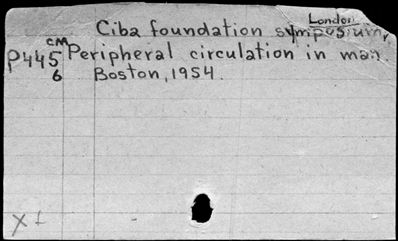 London.
Ciba foundation symposium,
CM
P445 Peripheral circulation in man.
6 Boston, 1954.
X L